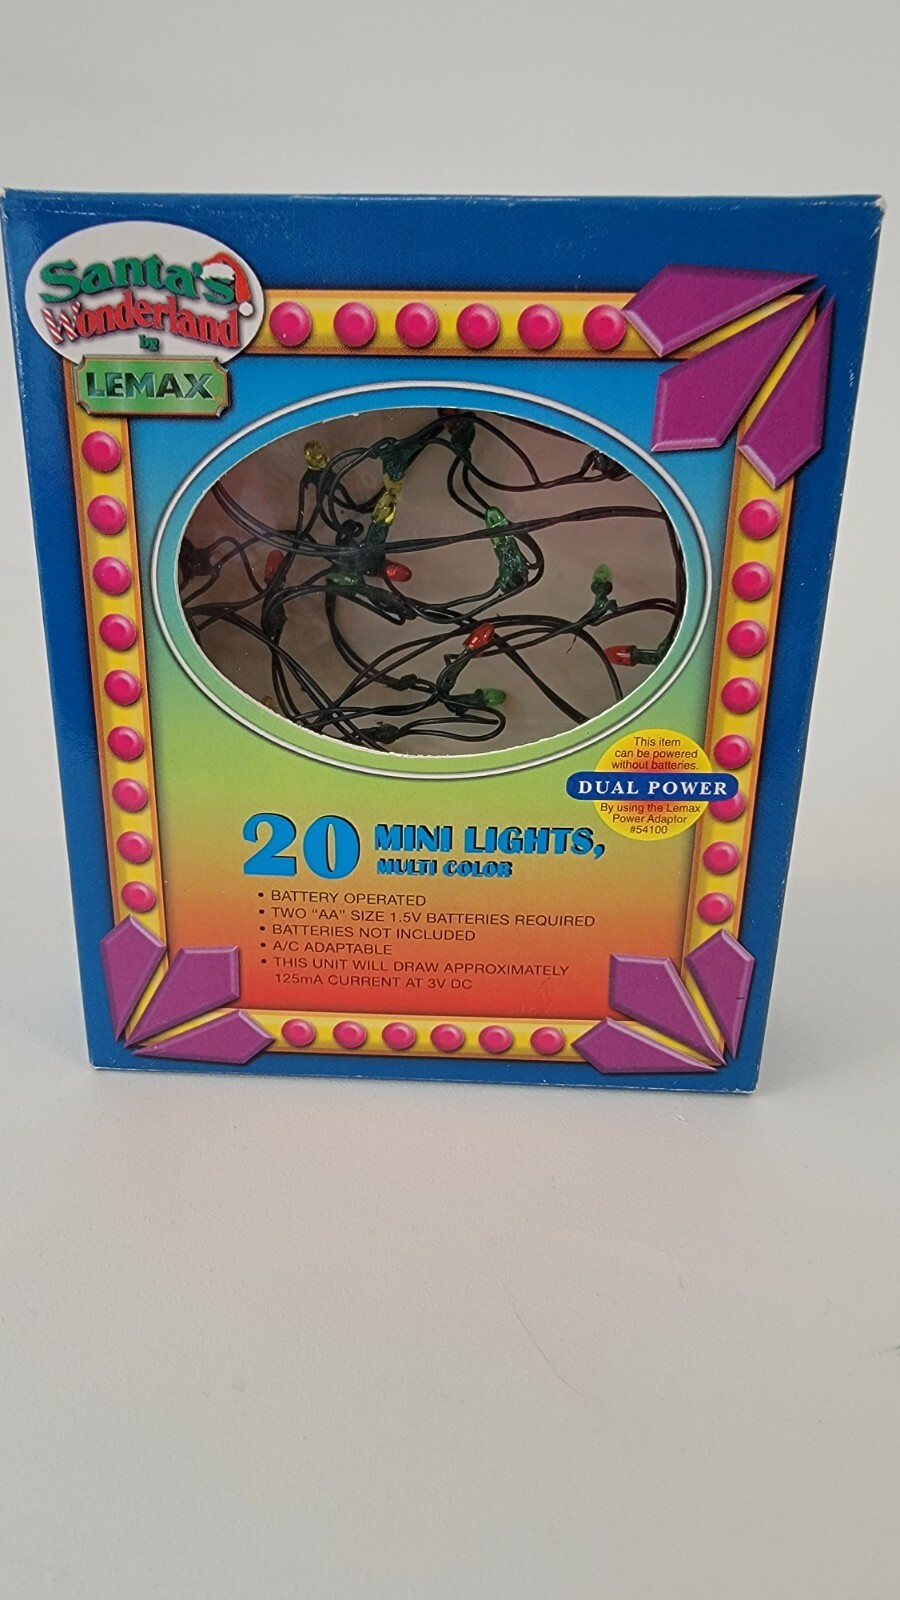 Santa's
Wonderland
by
LEMAX
This item
can be powered
without batteries.
DUAL POWER
By using the Lemax
Power Adaptor
#54100
20 MINI LIGHTS,
MULTI COLOR
• BATTERY OPERATED
• TWO "AA" SIZE 1.5V BATTERIES REQUIRED
• BATTERIES NOT INCLUDED
• A/C ADAPTABLE
• THIS UNIT WILL DRAW APPROXIMATELY
125mA CURRENT AT 3V DC